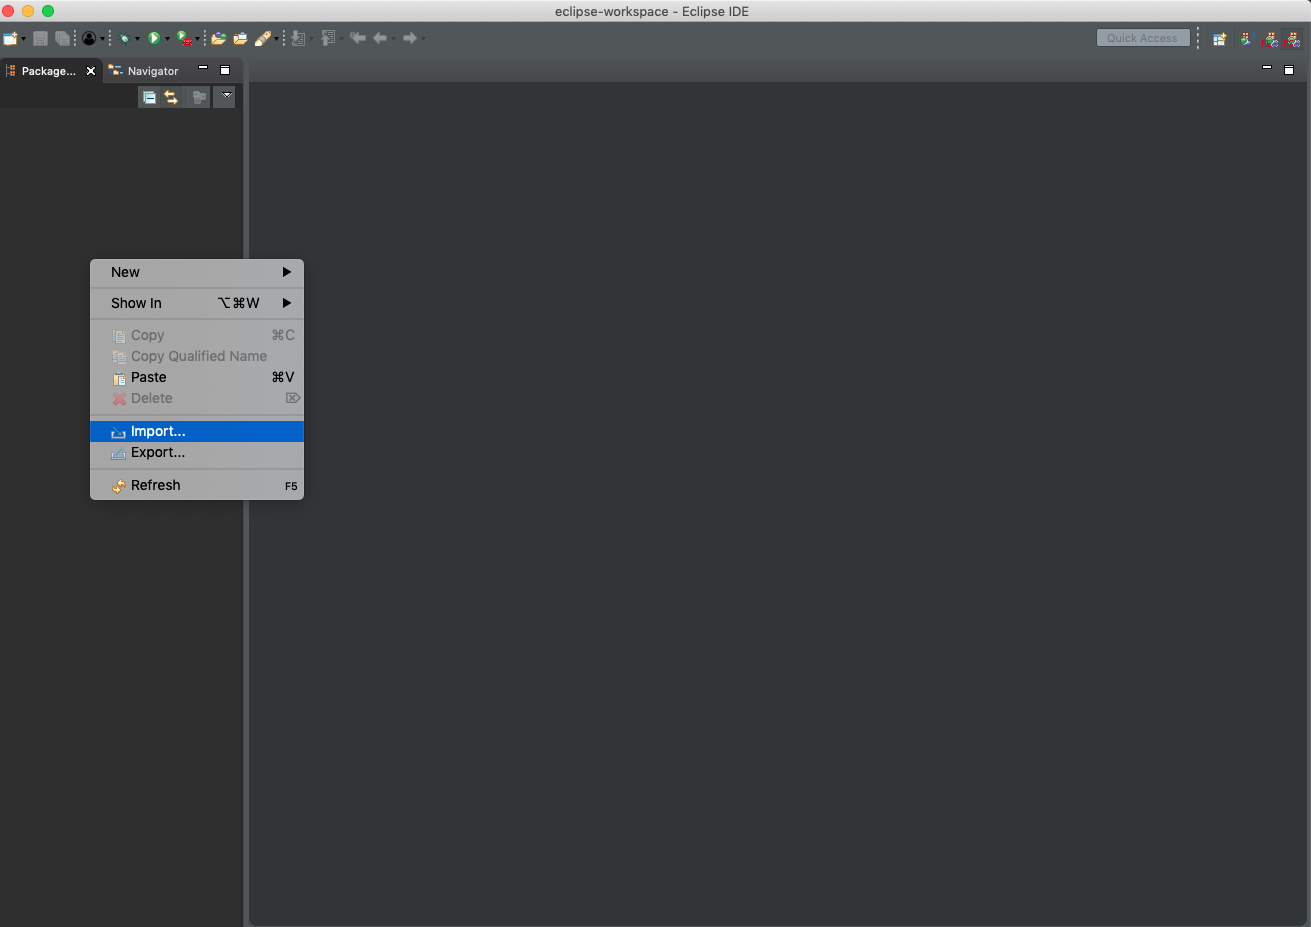 eclipse-workspace - Eclipse IDE
Quick Access
Package...
Navigator
New
Show In ⌥⌘W
Copy ⌘C
Copy Qualified Name
Paste ⌘V
Delete ⌦
Import...
Export...
Refresh F5